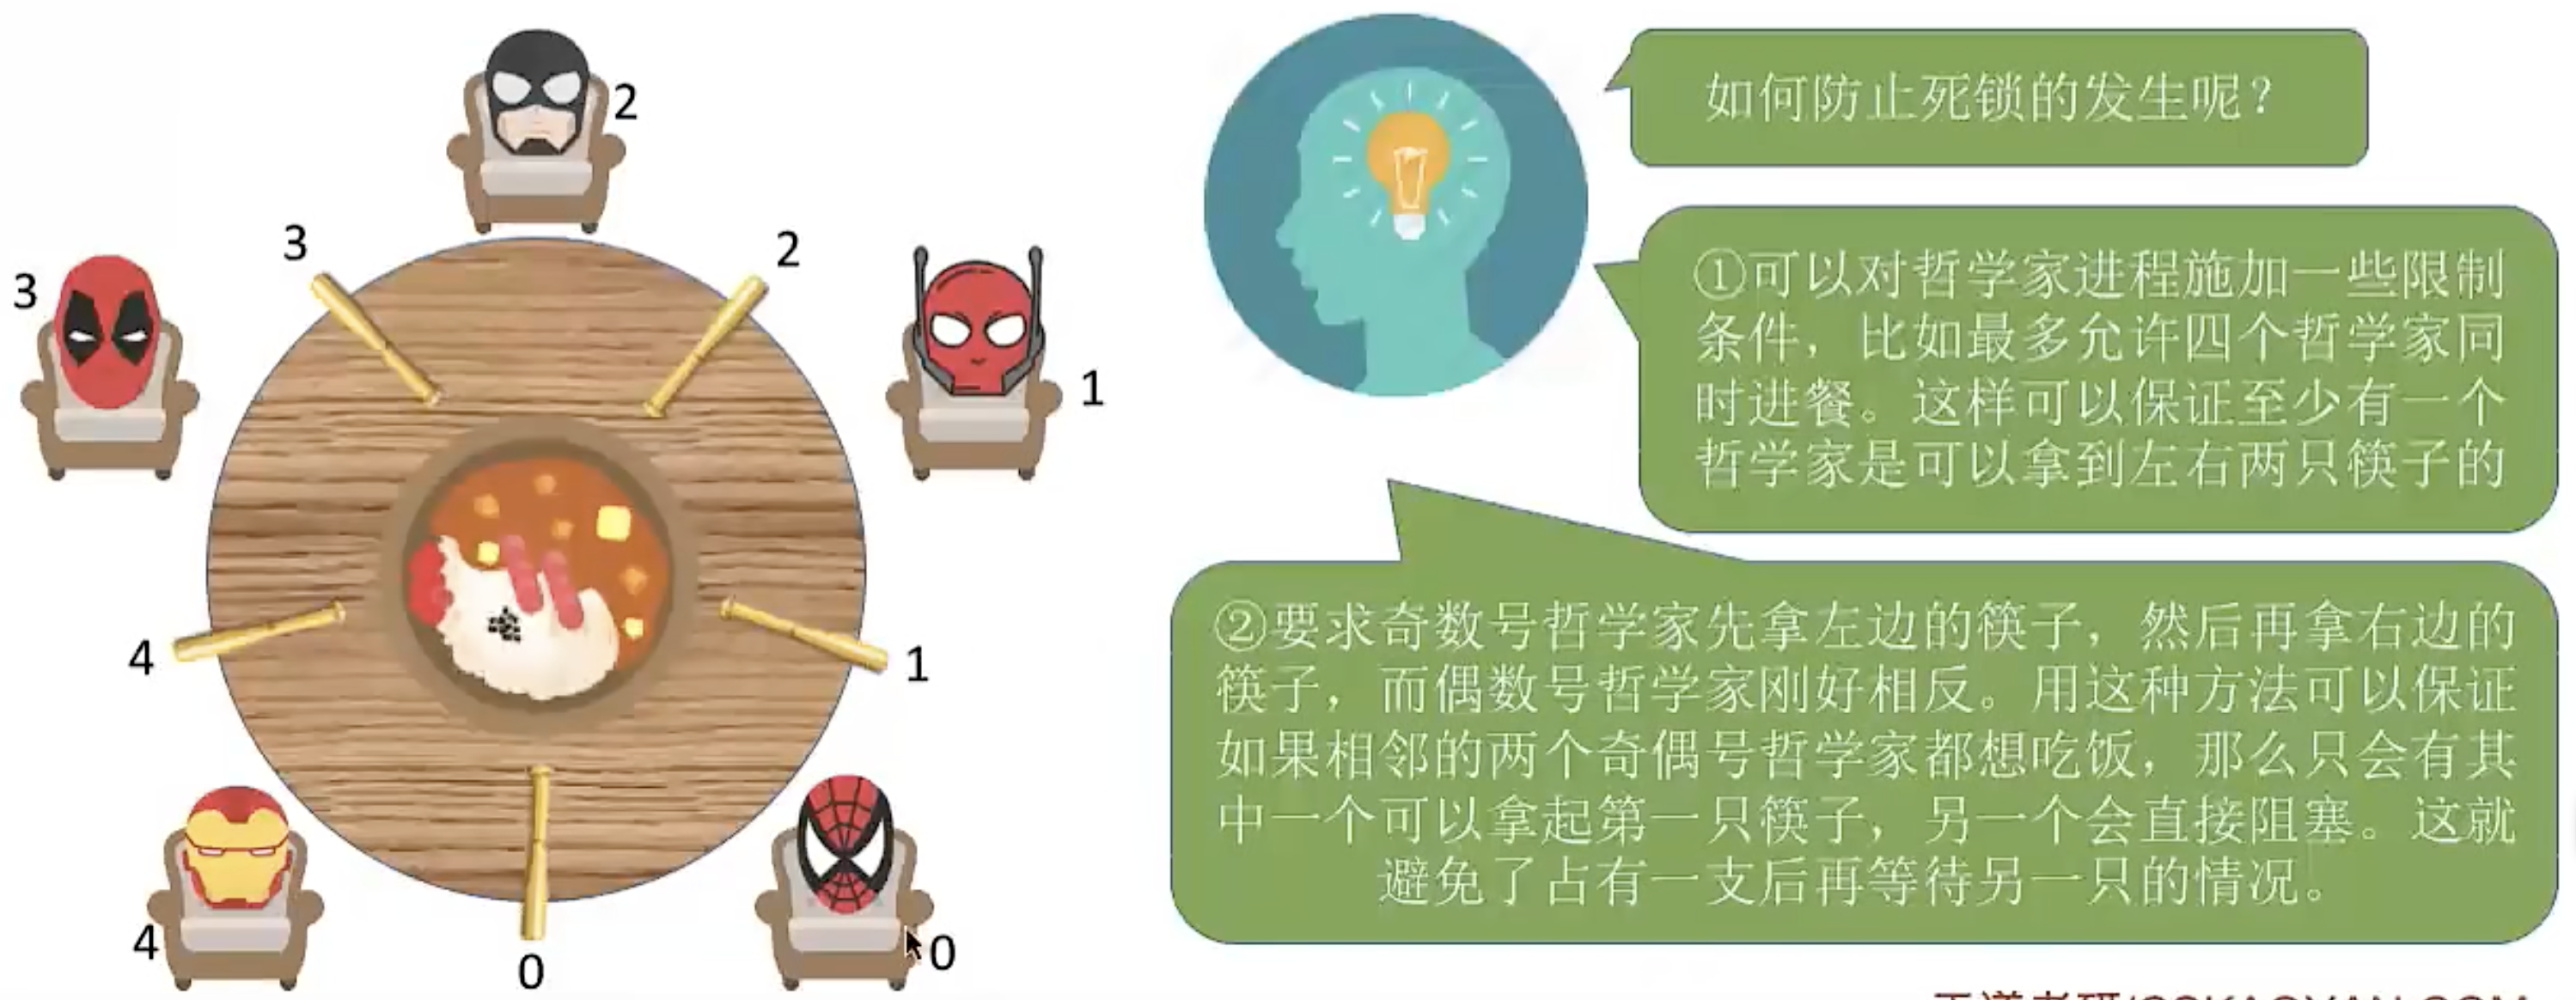 2
3
2
3
1
4
1
4
0
0
如何防止死锁的发生呢？
①可以对哲学家进程施加一些限制
条件，比如最多允许四个哲学家同
时进餐。这样可以保证至少有一个
哲学家是可以拿到左右两只筷子的
②要求奇数号哲学家先拿左边的筷子，然后再拿右边的
筷子，而偶数号哲学家刚好相反。用这种方法可以保证
如果相邻的两个奇偶号哲学家都想吃饭，那么只会有其
中一个可以拿起第一只筷子，另一个会直接阻塞。这就
避免了占有一支后再等待另一只的情况。